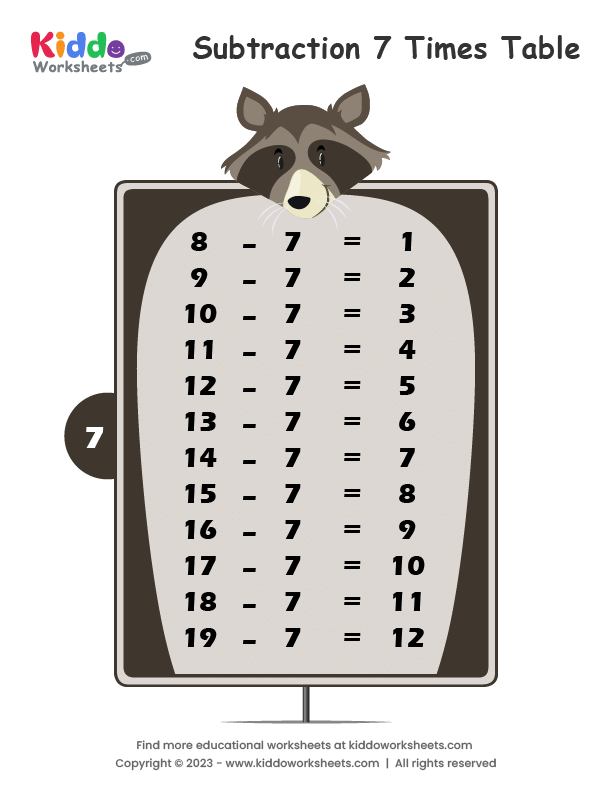 Kiddo
Worksheets .com
Subtraction 7 Times Table
8 - 7 = 1
9 - 7 = 2
10 - 7 = 3
11 - 7 = 4
12 - 7 = 5
13 - 7 = 6
14 - 7 = 7
15 - 7 = 8
16 - 7 = 9
17 - 7 = 10
18 - 7 = 11
19 - 7 = 12
7
Find more educational worksheets at kiddoworksheets.com
Copyright © 2023 - www.kiddoworksheets.com | All rights reserved